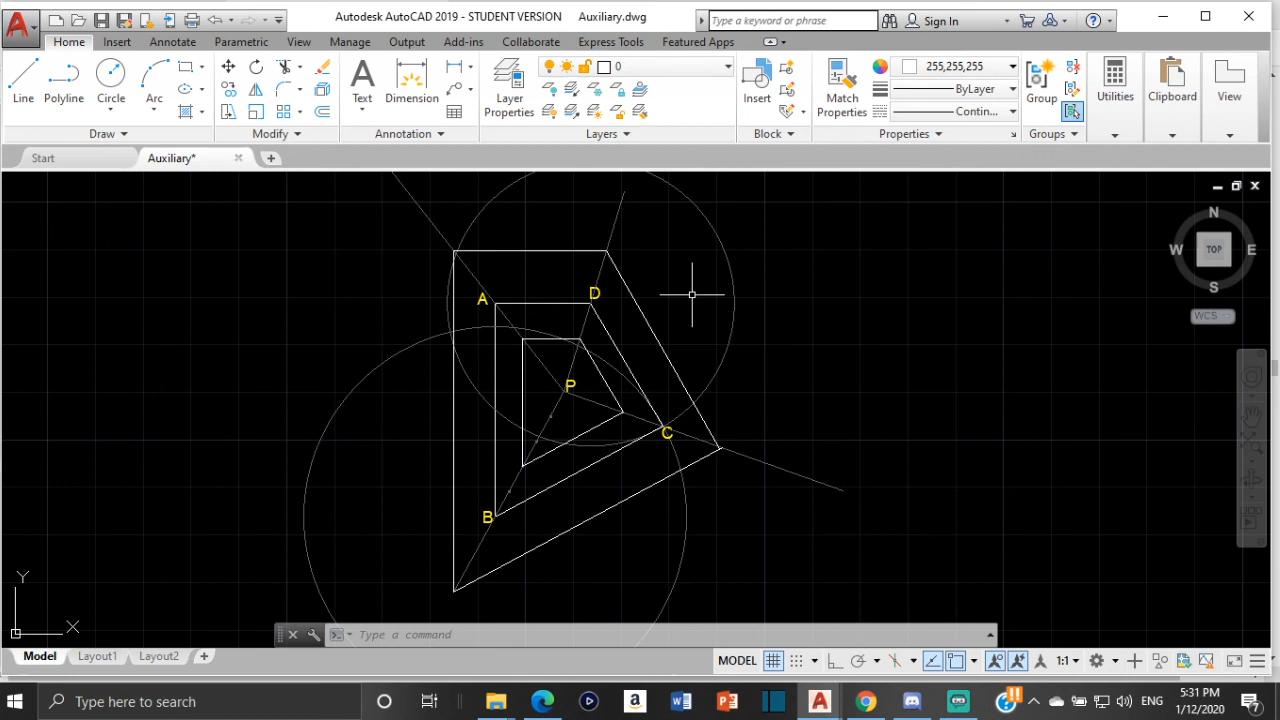 Autodesk AutoCAD 2019 - STUDENT VERSION Auxiliary.dwg
Type a keyword or phrase
Sign In
Home Insert Annotate Parametric View Manage Output Add-ins Collaborate Express Tools Featured Apps
Line Polyline Circle Arc
Text Dimension
Layer Properties
0
Insert
Match Properties
255,255,255
ByLayer
Contin...
Group
Utilities
Clipboard
View
Draw Modify Annotation Layers Block Properties Groups
Start Auxiliary*
N
W TOP E
S
WCS
A
D
P
C
B
Y
X
Type a command
Model Layout1 Layout2
MODEL
1:1
Type here to search
a
ENG
5:31 PM
1/12/2020
7